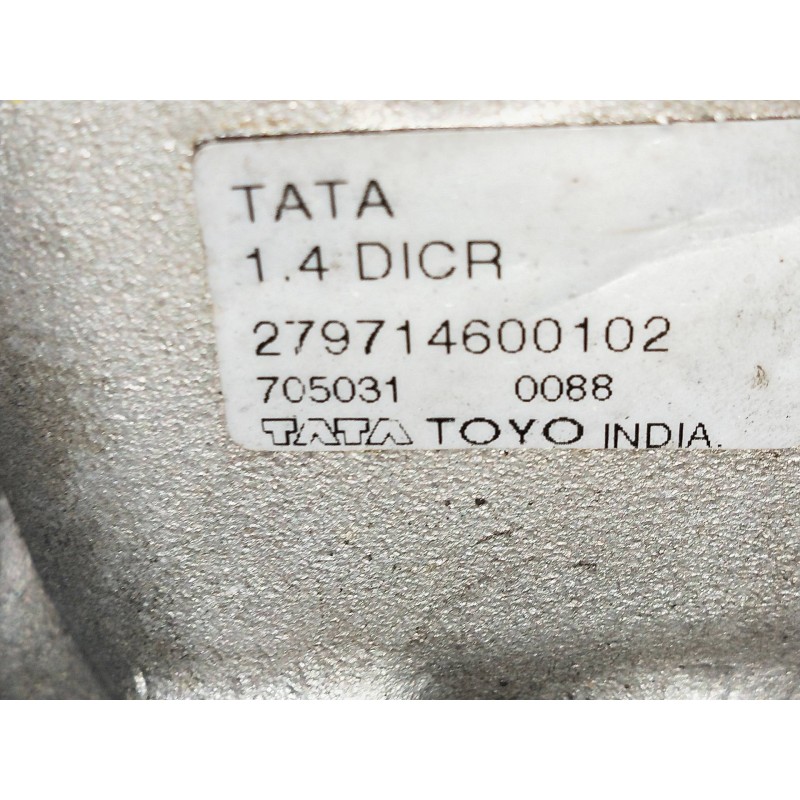 TATA
1.4 DICR
279714600102
705031 0088
TATA TOYO INDIA.